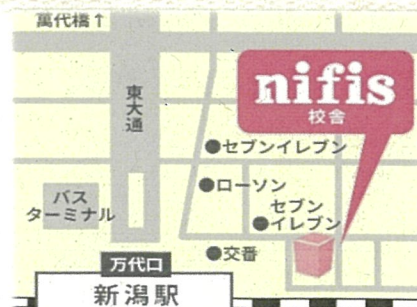 萬代橋↑
nifis
校舎
東大通
●セブンイレブン
●ローソン
バス
ターミナル
セブン
●イレブン
●交番
万代口
新潟駅